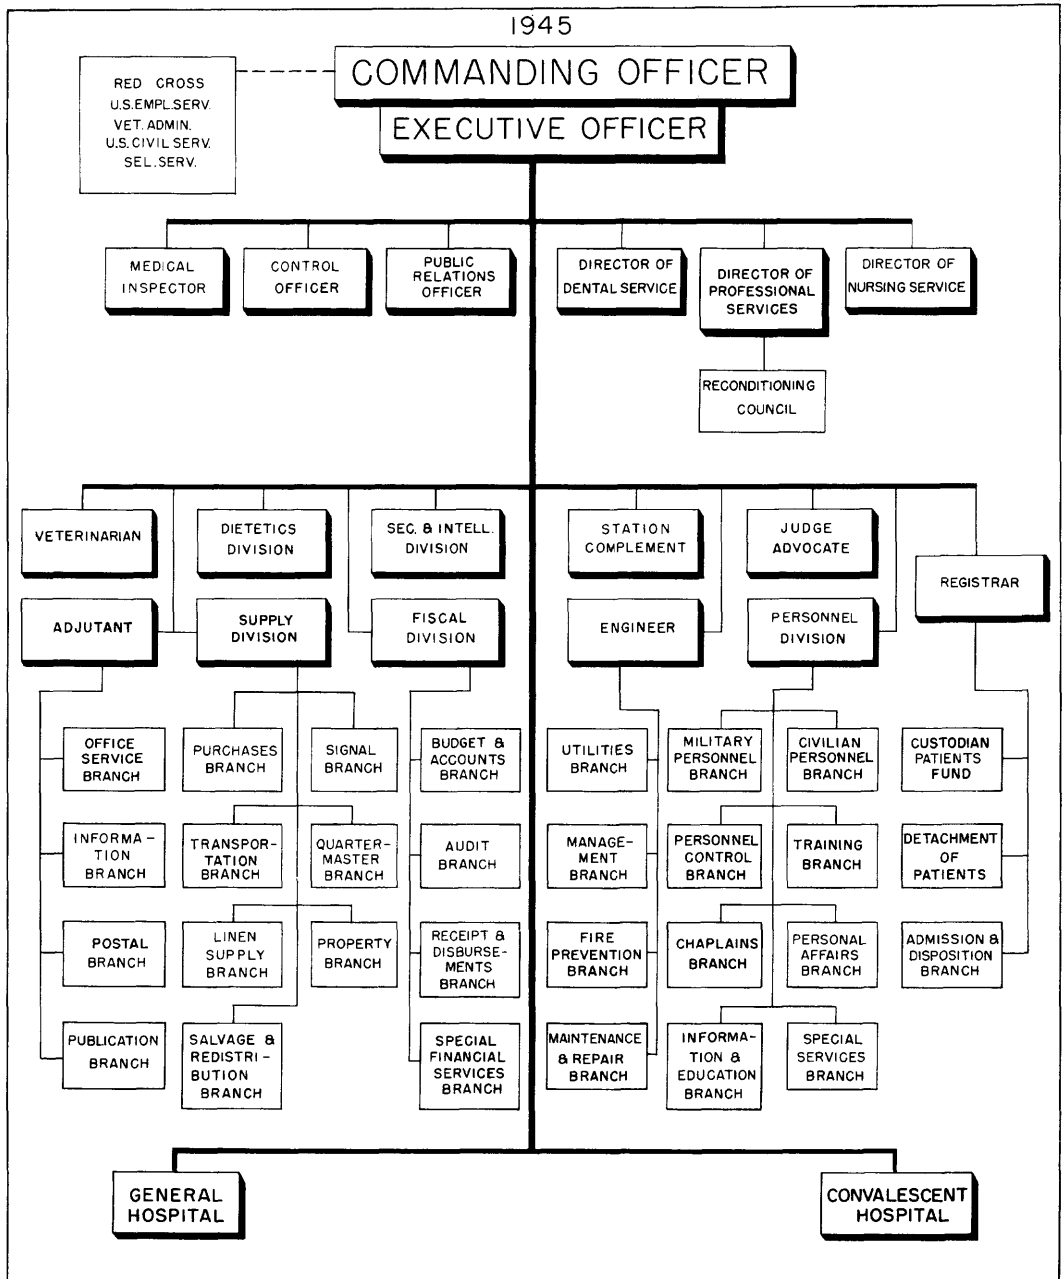 1945
COMMANDING OFFICER
EXECUTIVE OFFICER
RED CROSS
U.S. EMPL. SERV.
VET. ADMIN.
U.S. CIVIL SERV.
SEL. SERV.
MEDICAL
INSPECTOR
CONTROL
OFFICER
PUBLIC
RELATIONS
OFFICER
DIRECTOR OF
DENTAL SERVICE
DIRECTOR OF
PROFESSIONAL
SERVICES
DIRECTOR OF
NURSING SERVICE
RECONDITIONING
COUNCIL
VETERINARIAN
DIETETICS
DIVISION
SEC. & INTELL.
DIVISION
STATION
COMPLEMENT
JUDGE
ADVOCATE
REGISTRAR
ADJUTANT
SUPPLY
DIVISION
FISCAL
DIVISION
ENGINEER
PERSONNEL
DIVISION
OFFICE
SERVICE
BRANCH
PURCHASES
BRANCH
SIGNAL
BRANCH
BUDGET &
ACCOUNTS
BRANCH
UTILITIES
BRANCH
MILITARY
PERSONNEL
BRANCH
CIVILIAN
PERSONNEL
BRANCH
CUSTODIAN
PATIENTS
FUND
INFORMA-
TION
BRANCH
TRANSPOR-
TATION
BRANCH
QUARTER-
MASTER
BRANCH
AUDIT
BRANCH
MANAGE-
MENT
BRANCH
PERSONNEL
CONTROL
BRANCH
TRAINING
BRANCH
DETACHMENT
OF
PATIENTS
POSTAL
BRANCH
LINEN
SUPPLY
BRANCH
PROPERTY
BRANCH
RECEIPT &
DISBURSE-
MENTS
BRANCH
FIRE
PREVENTION
BRANCH
CHAPLAINS
BRANCH
PERSONAL
AFFAIRS
BRANCH
ADMISSION &
DISPOSITION
BRANCH
PUBLICATION
BRANCH
SALVAGE &
REDISTRI-
BUTION
BRANCH
SPECIAL
FINANCIAL
SERVICES
BRANCH
MAINTENANCE
& REPAIR
BRANCH
INFORMA-
TION &
EDUCATION
BRANCH
SPECIAL
SERVICES
BRANCH
GENERAL
HOSPITAL
CONVALESCENT
HOSPITAL